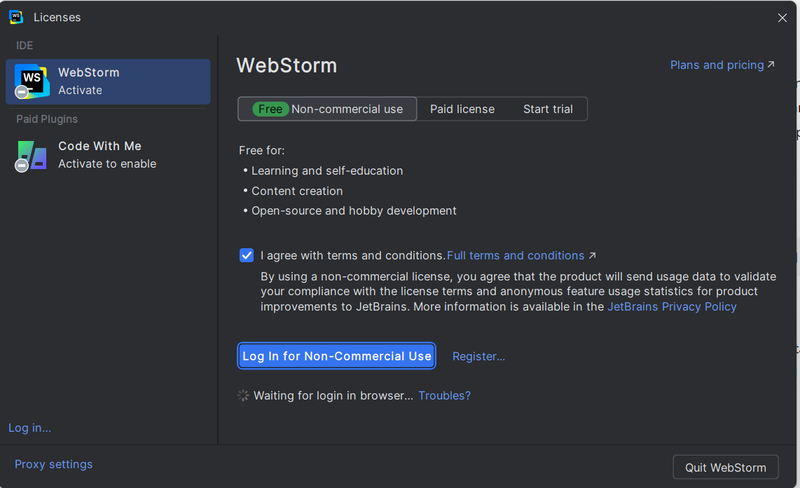 Licenses
IDE
WS
WebStorm
Activate
Paid Plugins
Code With Me
Activate to enable
Log in...
Proxy settings
WebStorm
Plans and pricing ↗
Free Non-commercial use Paid license Start trial
Free for:
• Learning and self-education
• Content creation
• Open-source and hobby development
I agree with terms and conditions. Full terms and conditions ↗
By using a non-commercial license, you agree that the product will send usage data to validate
your compliance with the license terms and anonymous feature usage statistics for product
improvements to JetBrains. More information is available in the JetBrains Privacy Policy
Log In for Non-Commercial Use Register...
Waiting for login in browser... Troubles?
Quit WebStorm